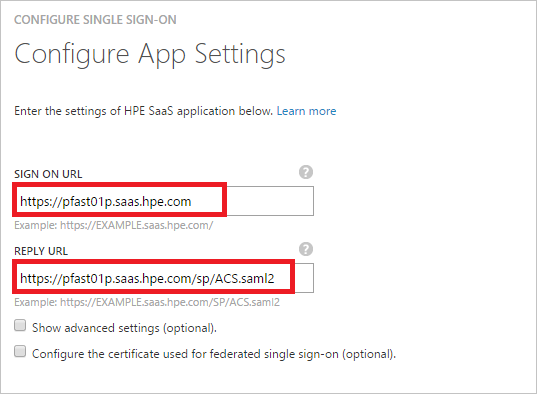 CONFIGURE SINGLE SIGN-ON
Configure App Settings
Enter the settings of HPE SaaS application below. Learn more
SIGN ON URL ?
https://pfast01p.saas.hpe.com
Example: https://EXAMPLE.saas.hpe.com/
REPLY URL ?
https://pfast01p.saas.hpe.com/sp/ACS.saml2
Example: https://EXAMPLE.saas.hpe.com/SP/ACS.saml2
Show advanced settings (optional).
Configure the certificate used for federated single sign-on (optional).